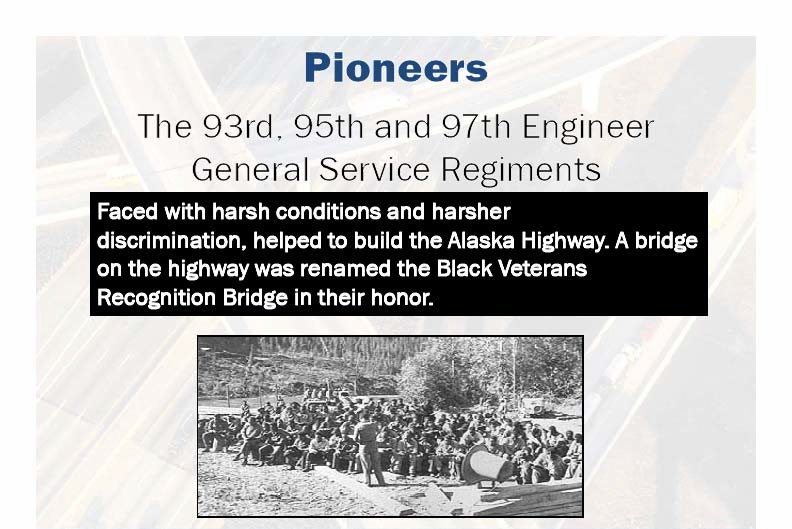 Pioneers
The 93rd, 95th and 97th Engineer
General Service Regiments
Faced with harsh conditions and harsher
discrimination, helped to build the Alaska Highway. A bridge
on the highway was renamed the Black Veterans
Recognition Bridge in their honor.